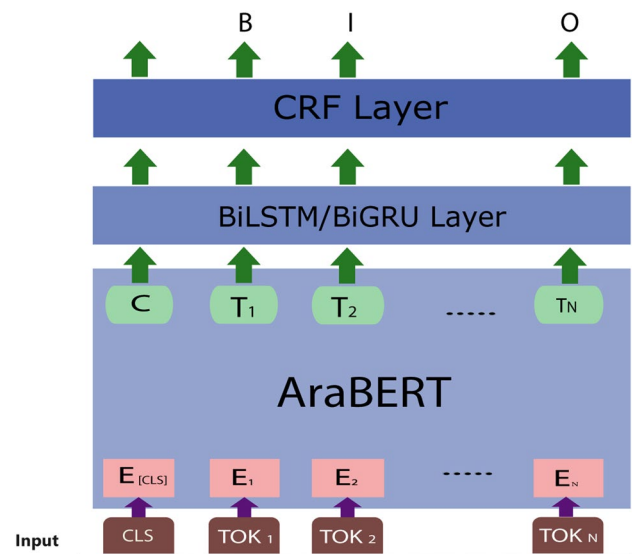 B I O
CRF Layer
BiLSTM/BiGRU Layer
C T1 T2 ----- TN
AraBERT
E [CLS] E1 E2 ----- EN
Input CLS TOK 1 TOK 2 TOK N